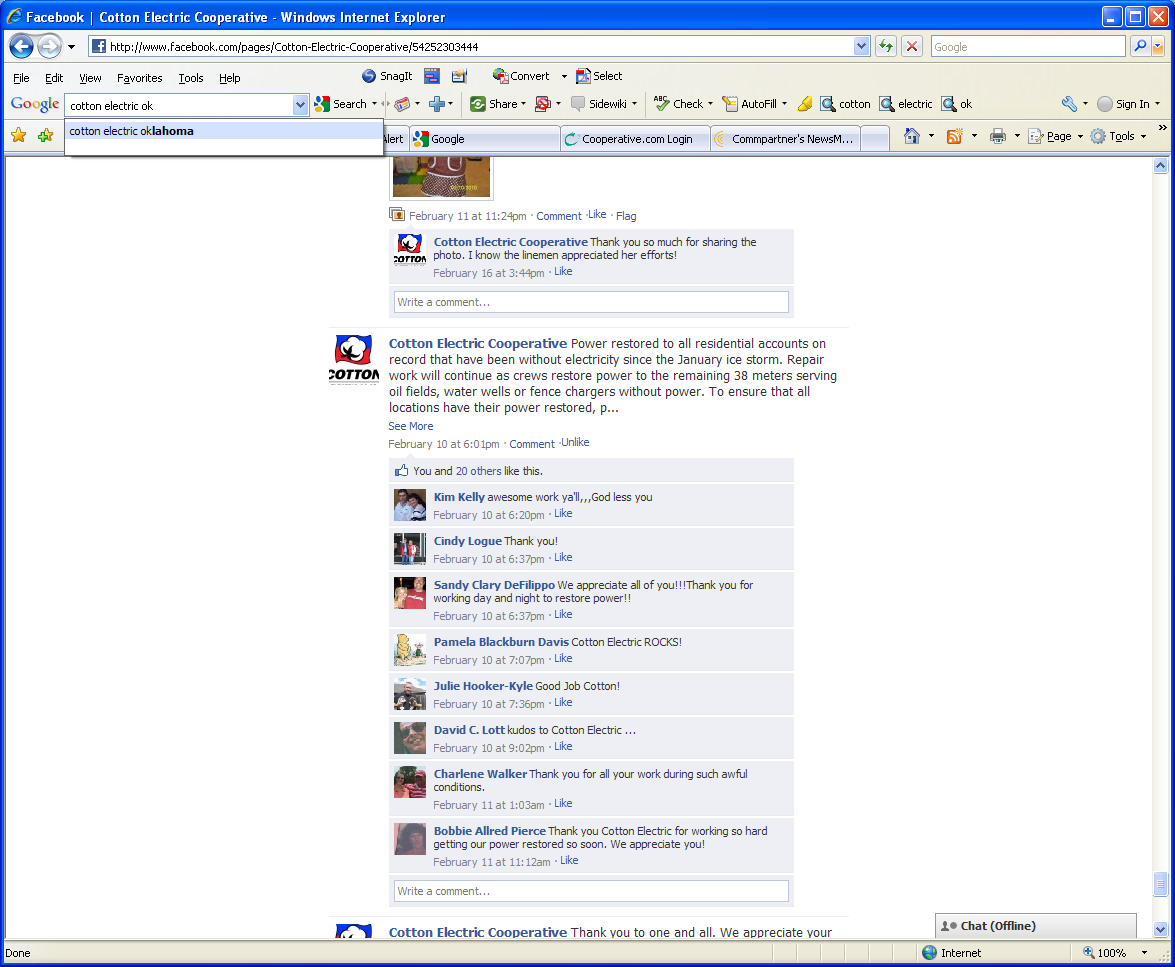 Facebook | Cotton Electric Cooperative - Windows Internet Explorer
http://www.facebook.com/pages/Cotton-Electric-Cooperative/54252303444
Google
File Edit View Favorites Tools Help
SnagIt
Convert
Select
Google
cotton electric ok
Search
Share
Sidewiki
ABC
Check
AutoFill
cotton
electric
ok
Sign In
cotton electric oklahoma
lert
Google
Cooperative.com Login
Commpartner's NewsM...
Page
Tools
February 11 at 11:24pm · Comment · Like · Flag
COTTON
Cotton Electric Cooperative Thank you so much for sharing the
photo. I know the linemen appreciated her efforts!
February 16 at 3:44pm · Like
Write a comment...
COTTON
Cotton Electric Cooperative Power restored to all residential accounts on
record that have been without electricity since the January ice storm. Repair
work will continue as crews restore power to the remaining 38 meters serving
oil fields, water wells or fence chargers without power. To ensure that all
locations have their power restored, p...
See More
February 10 at 6:01pm · Comment · Unlike
You and 20 others like this.
Kim Kelly awesome work ya'll,,,God less you
February 10 at 6:20pm · Like
Cindy Logue Thank you!
February 10 at 6:37pm · Like
Sandy Clary DeFilippo We appreciate all of you!!!Thank you for
working day and night to restore power!!
February 10 at 6:37pm · Like
Pamela Blackburn Davis Cotton Electric ROCKS!
February 10 at 7:07pm · Like
Julie Hooker-Kyle Good Job Cotton!
February 10 at 7:36pm · Like
David C. Lott kudos to Cotton Electric ...
February 10 at 9:02pm · Like
Charlene Walker Thank you for all your work during such awful
conditions.
February 11 at 1:03am · Like
Bobbie Allred Pierce Thank you Cotton Electric for working so hard
getting our power restored so soon. We appreciate you!
February 11 at 11:12am · Like
Write a comment...
Cotton Electric Cooperative Thank you to one and all. We appreciate your
Chat (Offline)
Done
Internet
100%